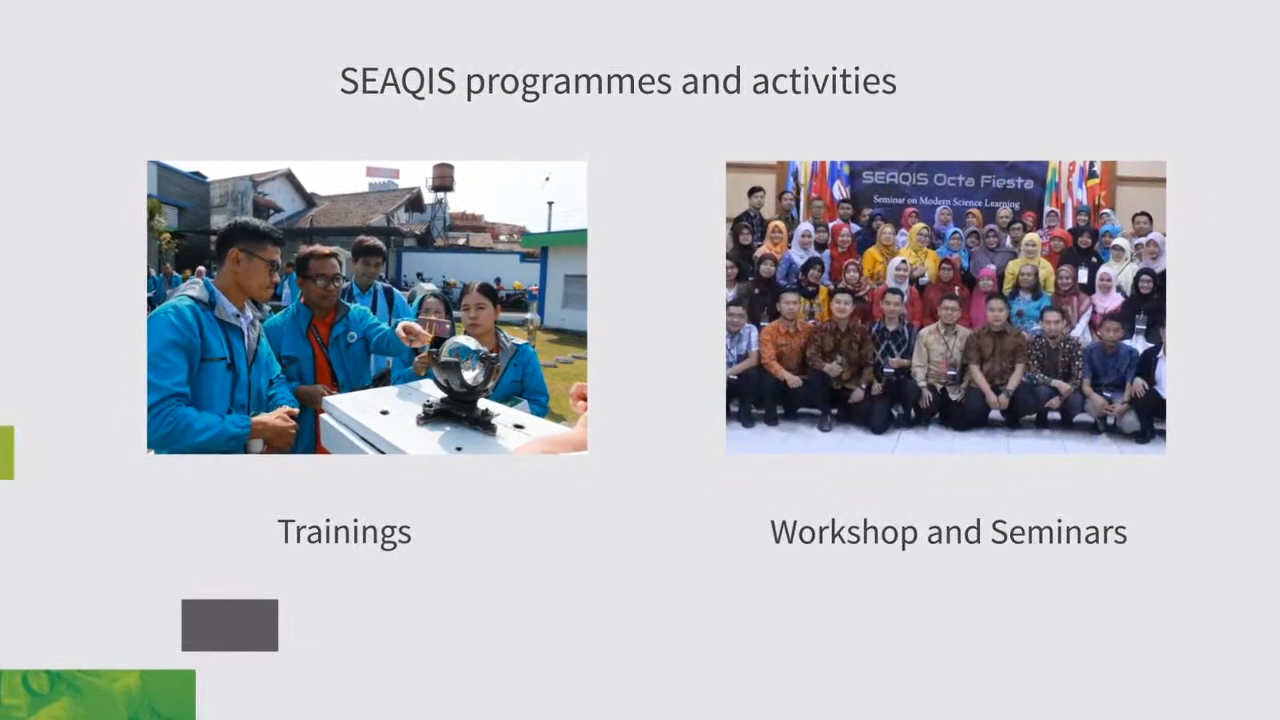 SEAQIS programmes and activities
SEAQIS Octa Fiesta
Seminar on Modern Science Learning
Trainings
Workshop and Seminars